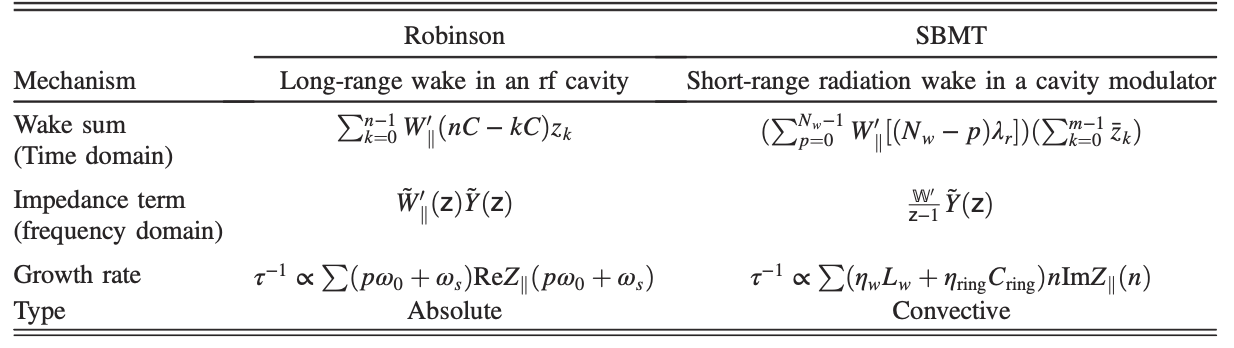 Robinson SBMT
Mechanism Long-range wake in an rf cavity Short-range radiation wake in a cavity modulator
Wake sum $\sum_{k=0}^{n-1} W'_{\parallel}(nC - kC)z_k$ $(\sum_{p=0}^{N_w-1} W'_{\parallel}[(N_w - p)\lambda_r])(\sum_{k=0}^{m-1} \bar{z}_k)$
(Time domain)
Impedance term $\tilde{W}'_{\parallel}(\mathsf{z})\tilde{Y}(\mathsf{z})$ $\frac{\mathbb{W}'}{\mathsf{z}-1}\tilde{Y}(\mathsf{z})$
(frequency domain)
Growth rate $\tau^{-1} \propto \sum(p\omega_0 + \omega_s)\mathrm{Re}Z_{\parallel}(p\omega_0 + \omega_s)$ $\tau^{-1} \propto \sum(\eta_w L_w + \eta_{\mathrm{ring}} C_{\mathrm{ring}})n\mathrm{Im}Z_{\parallel}(n)$
Type Absolute Convective